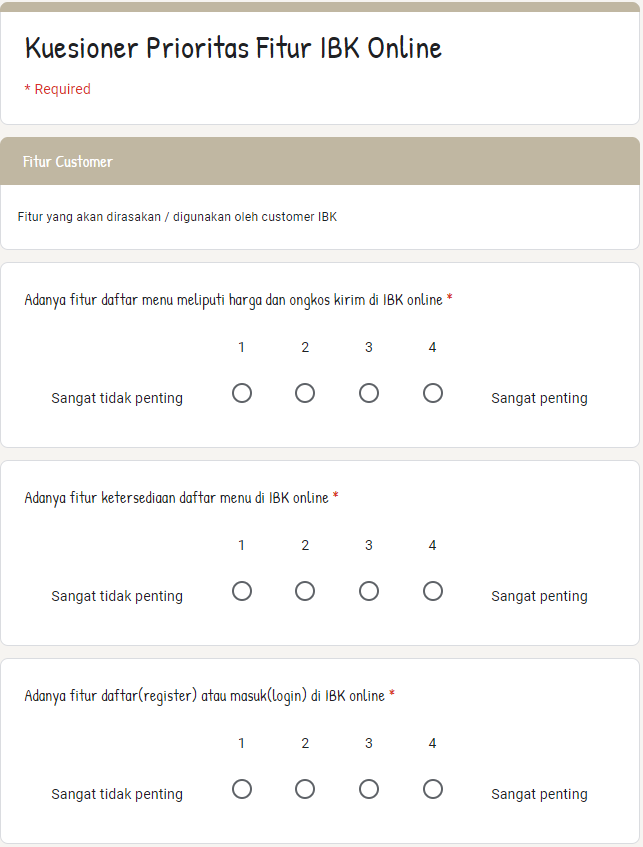 Kuesioner Prioritas Fitur IBK Online
* Required
Fitur Customer
Fitur yang akan dirasakan / digunakan oleh customer IBK
Adanya fitur daftar menu meliputi harga dan ongkos kirim di IBK online *
1 2 3 4
Sangat tidak penting Sangat penting
Adanya fitur ketersediaan daftar menu di IBK online *
1 2 3 4
Sangat tidak penting Sangat penting
Adanya fitur daftar(register) atau masuk(login) di IBK online *
1 2 3 4
Sangat tidak penting Sangat penting